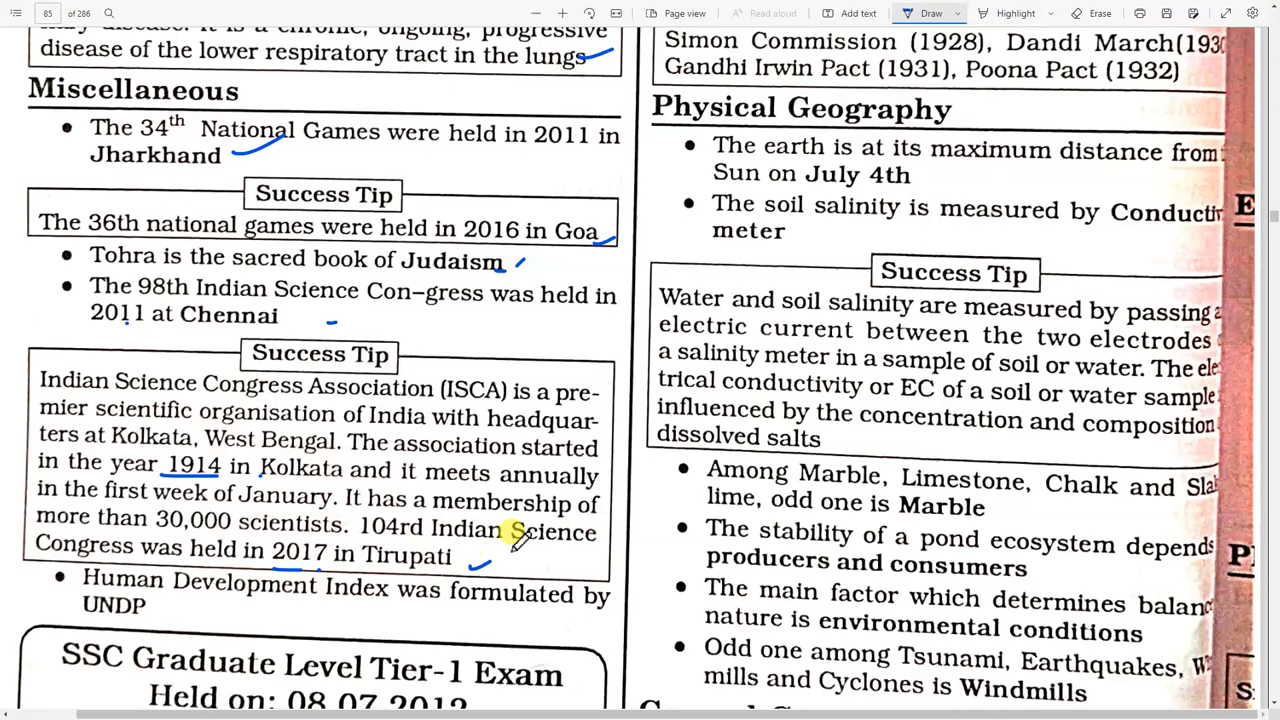 85 of 286
Page view
Read aloud
Add text
Draw
Highlight
Erase
disease of the lower respiratory tract in the lungs
Miscellaneous
• The 34th National Games were held in 2011 in
Jharkhand
Success Tip
The 36th national games were held in 2016 in Goa
• Tohra is the sacred book of Judaism
• The 98th Indian Science Con-gress was held in
2011 at Chennai
Success Tip
Indian Science Congress Association (ISCA) is a pre-
mier scientific organisation of India with headquar-
ters at Kolkata, West Bengal. The association started
in the year 1914 in Kolkata and it meets annually
in the first week of January. It has a membership of
more than 30,000 scientists. 104rd Indian Science
Congress was held in 2017 in Tirupati
• Human Development Index was formulated by
UNDP
SSC Graduate Level Tier-1 Exam
Held on: 08.07.2012
Simon Commission (1928), Dandi March(193
Gandhi Irwin Pact (1931), Poona Pact (1932)
Physical Geography
• The earth is at its maximum distance from
Sun on July 4th
• The soil salinity is measured by Conducti
meter
Success Tip
Water and soil salinity are measured by passing a
electric current between the two electrodes
a salinity meter in a sample of soil or water. The ele
trical conductivity or EC of a soil or water sample
influenced by the concentration and composition
dissolved salts
• Among Marble, Limestone, Chalk and Sla
lime, odd one is Marble
• The stability of a pond ecosystem depends
producers and consumers
• The main factor which determines balanc
nature is environmental conditions
• Odd one among Tsunami, Earthquakes, W
mills and Cyclones is Windmills